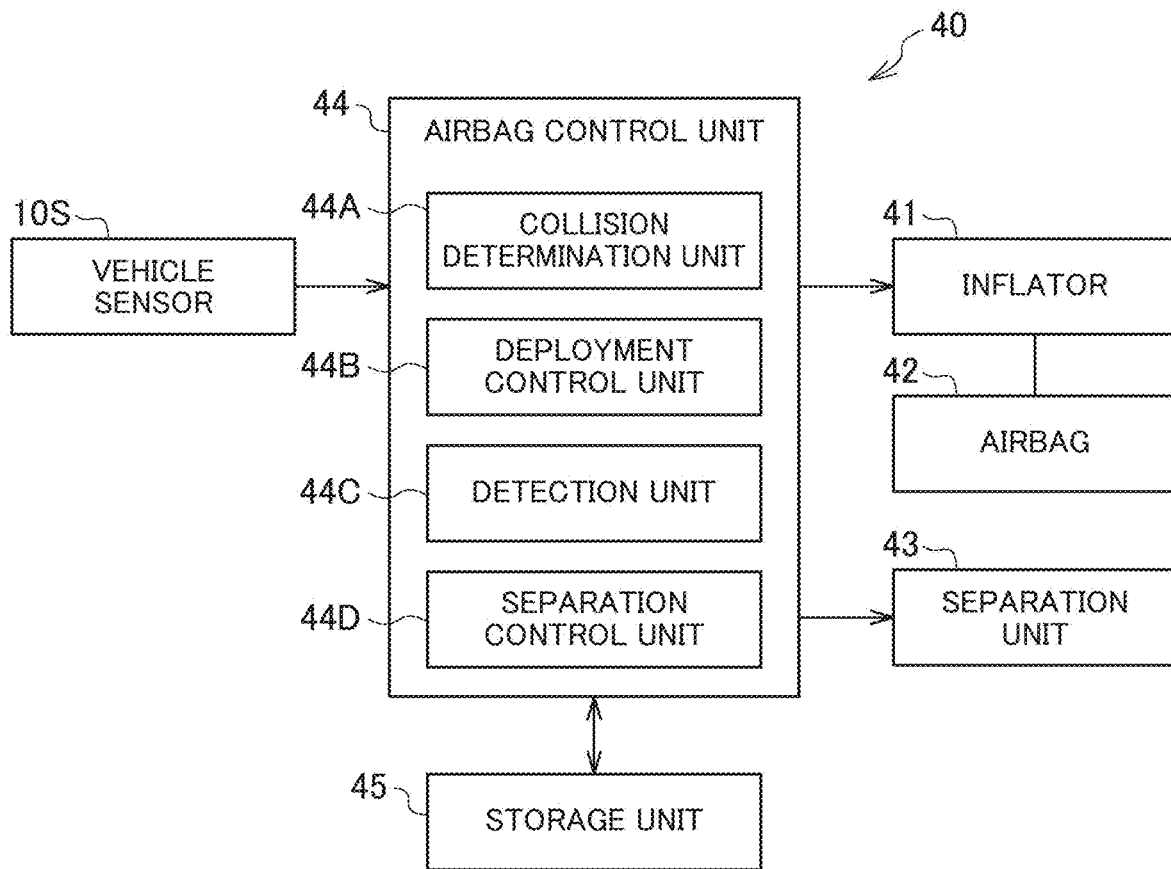 40
44
AIRBAG CONTROL UNIT
10S
VEHICLE
SENSOR
44A
COLLISION
DETERMINATION UNIT
44B
DEPLOYMENT
CONTROL UNIT
44C
DETECTION UNIT
44D
SEPARATION
CONTROL UNIT
41
INFLATOR
42
AIRBAG
43
SEPARATION
UNIT
45
STORAGE UNIT